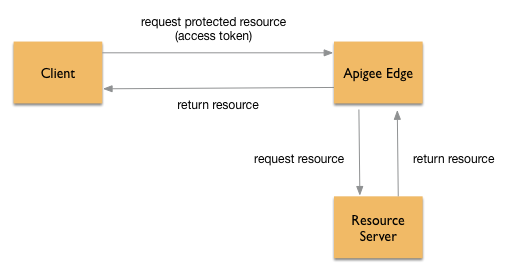 request protected resource
(access token)
Client
Apigee Edge
return resource
request resource
return resource
Resource
Server